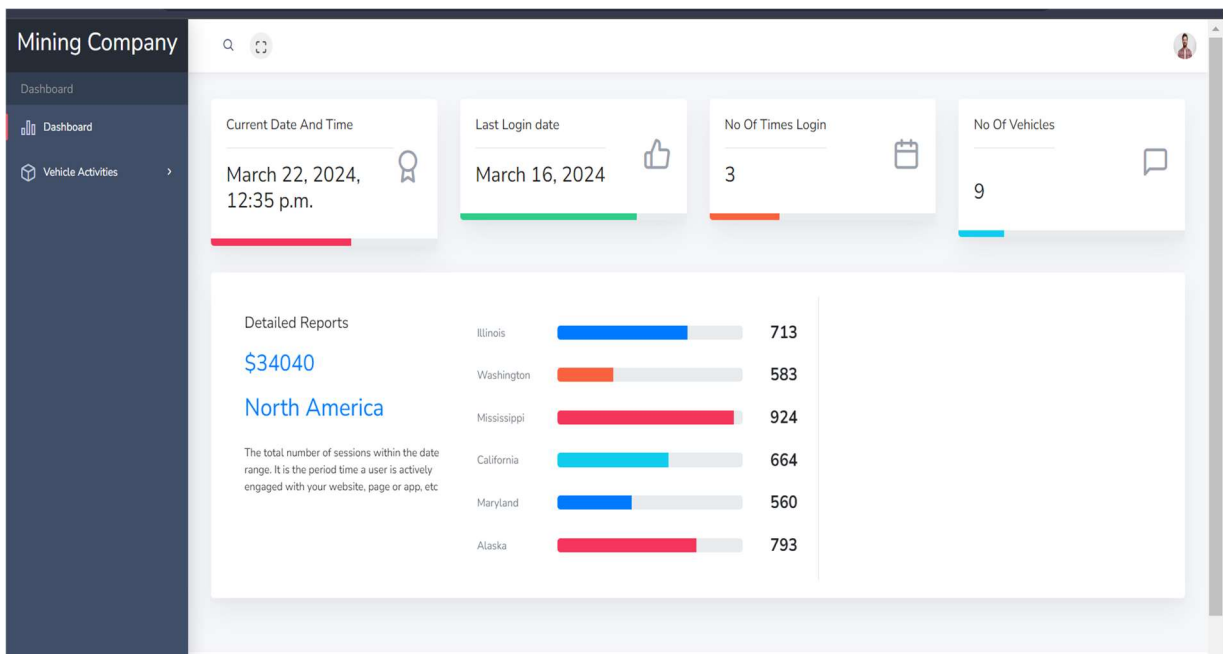 Mining Company
Dashboard
Dashboard
Vehicle Activities
Current Date And Time
March 22, 2024,
12:35 p.m.
Last Login date
March 16, 2024
No Of Times Login
3
No Of Vehicles
9
Detailed Reports
$34040
North America
The total number of sessions within the date
range. It is the period time a user is actively
engaged with your website, page or app, etc
Illinois 713
Washington 583
Mississippi 924
California 664
Maryland 560
Alaska 793